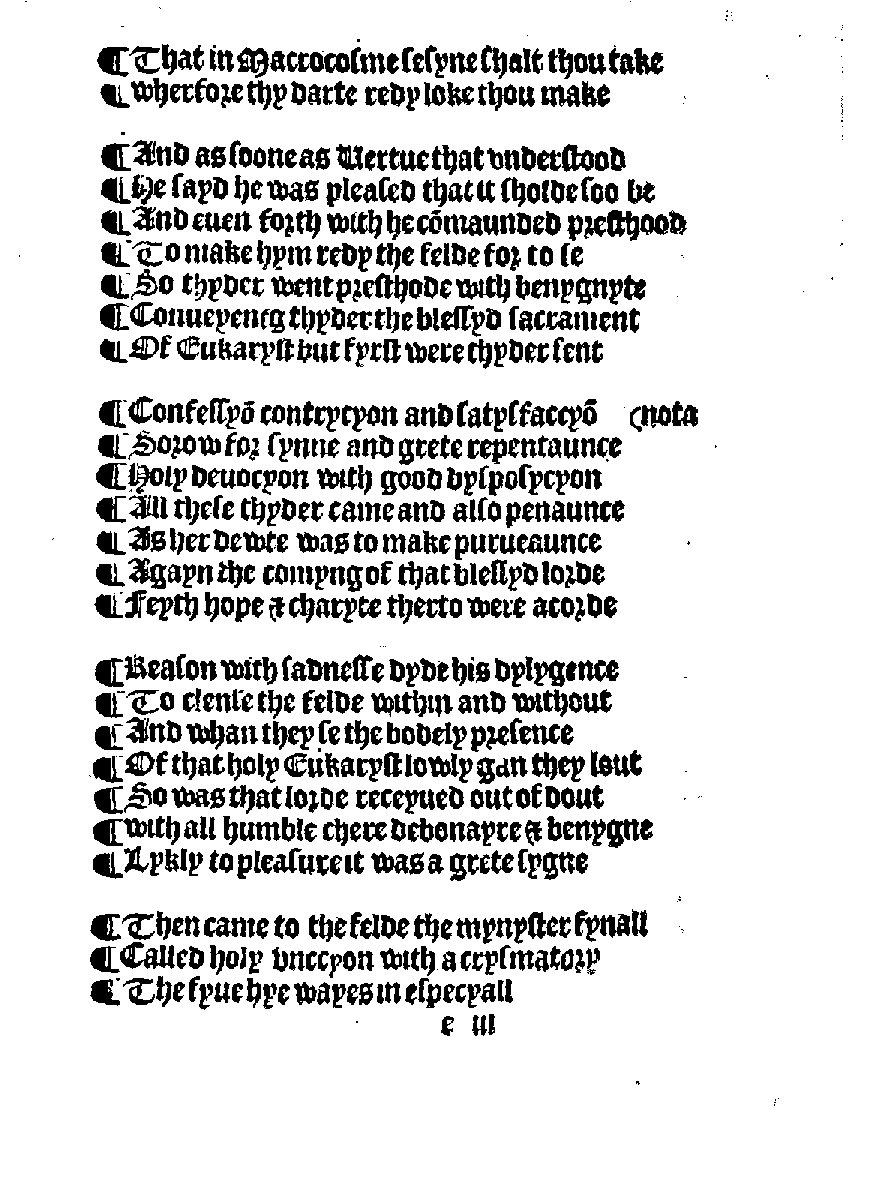 ¶ That in Macrocoſme ſeſyne ſhalt thou take
¶ wherfore thy darte redy loke thou make

¶ And as ſoone as Uertue that vnderſtood
¶ He ſayd he was pleaſed that it ſholde ſoo be
¶ And euen forth with he cōmaunded preſthood
¶ To make hym redy the felde for to ſe
¶ So thyder went preſthode with benygnyte
¶ Conueyencg thyder the bleſſyd ſacrament
¶ Of Eukaryſt but fyrſt were thyder ſent

¶ Confeſſyō contrycyon and ſatyſfaccyō (nota
¶ Sorow for ſynne and grete repentaunce
¶ Holy deuocyon with good dyſpoſycyon
¶ All theſe thyder came and alſo penaunce
¶ As her dewte was to make purueaunce
¶ Agayn the comyng of that bleſſyd lorde
¶ Feyth hope & charyte therto were acorde

¶ Reaſon with ſadneſſe dyde his dylygence
¶ To clenſe the felde within and without
¶ And whan they ſe the bodely preſence
¶ Of that holy Eukaryſt lowly gan they lout
¶ So was that lorde receyued out of dout
¶ with all humble chere debonayre & benygne
¶ Lykly to pleaſure it was a grete ſygne

¶ Then came to the felde the mynyſter fynall
¶ Called holy vnccyon with a cryſmatory
¶ The fyue hye wayes in eſpecyall
e iii